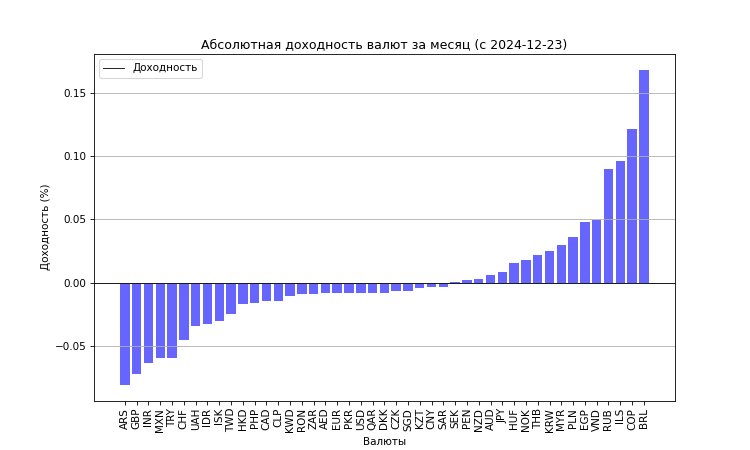 Абсолютная доходность валют за месяц (с 2024-12-23)
Доходность
0.15
0.10
0.05
0.00
−0.05
Доходность (%)
ARS GBP INR MXN TRY CHF UAH IDR ISK TWD HKD PHP CAD CLP KWD RON ZAR AED EUR PKR USD QAR DKK CZK SGD KZT CNY SAR SEK PEN NZD AUD JPY HUF NOK THB KRW MYR PLN EGP VND RUB ILS COP BRL
Валюты